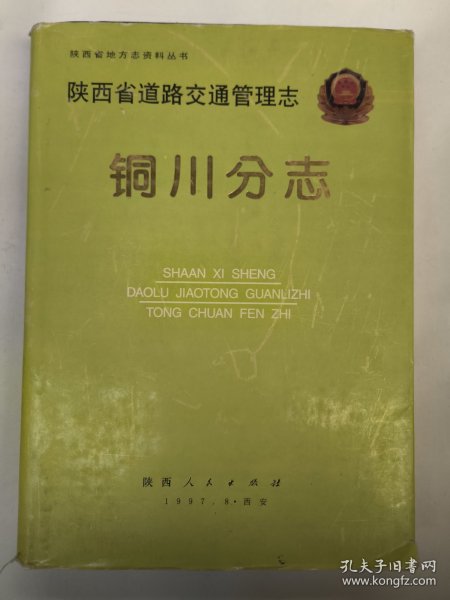 陕西省地方志资料丛书
陕西省道路交通管理志
铜川分志
SHAAN XI SHENG
DAOLU JIAOTONG GUANLIZHI
TONG CHUAN FEN ZHI
陕西人民出版社
1997.8·西安
孔夫子旧书网
www.kongfz.com